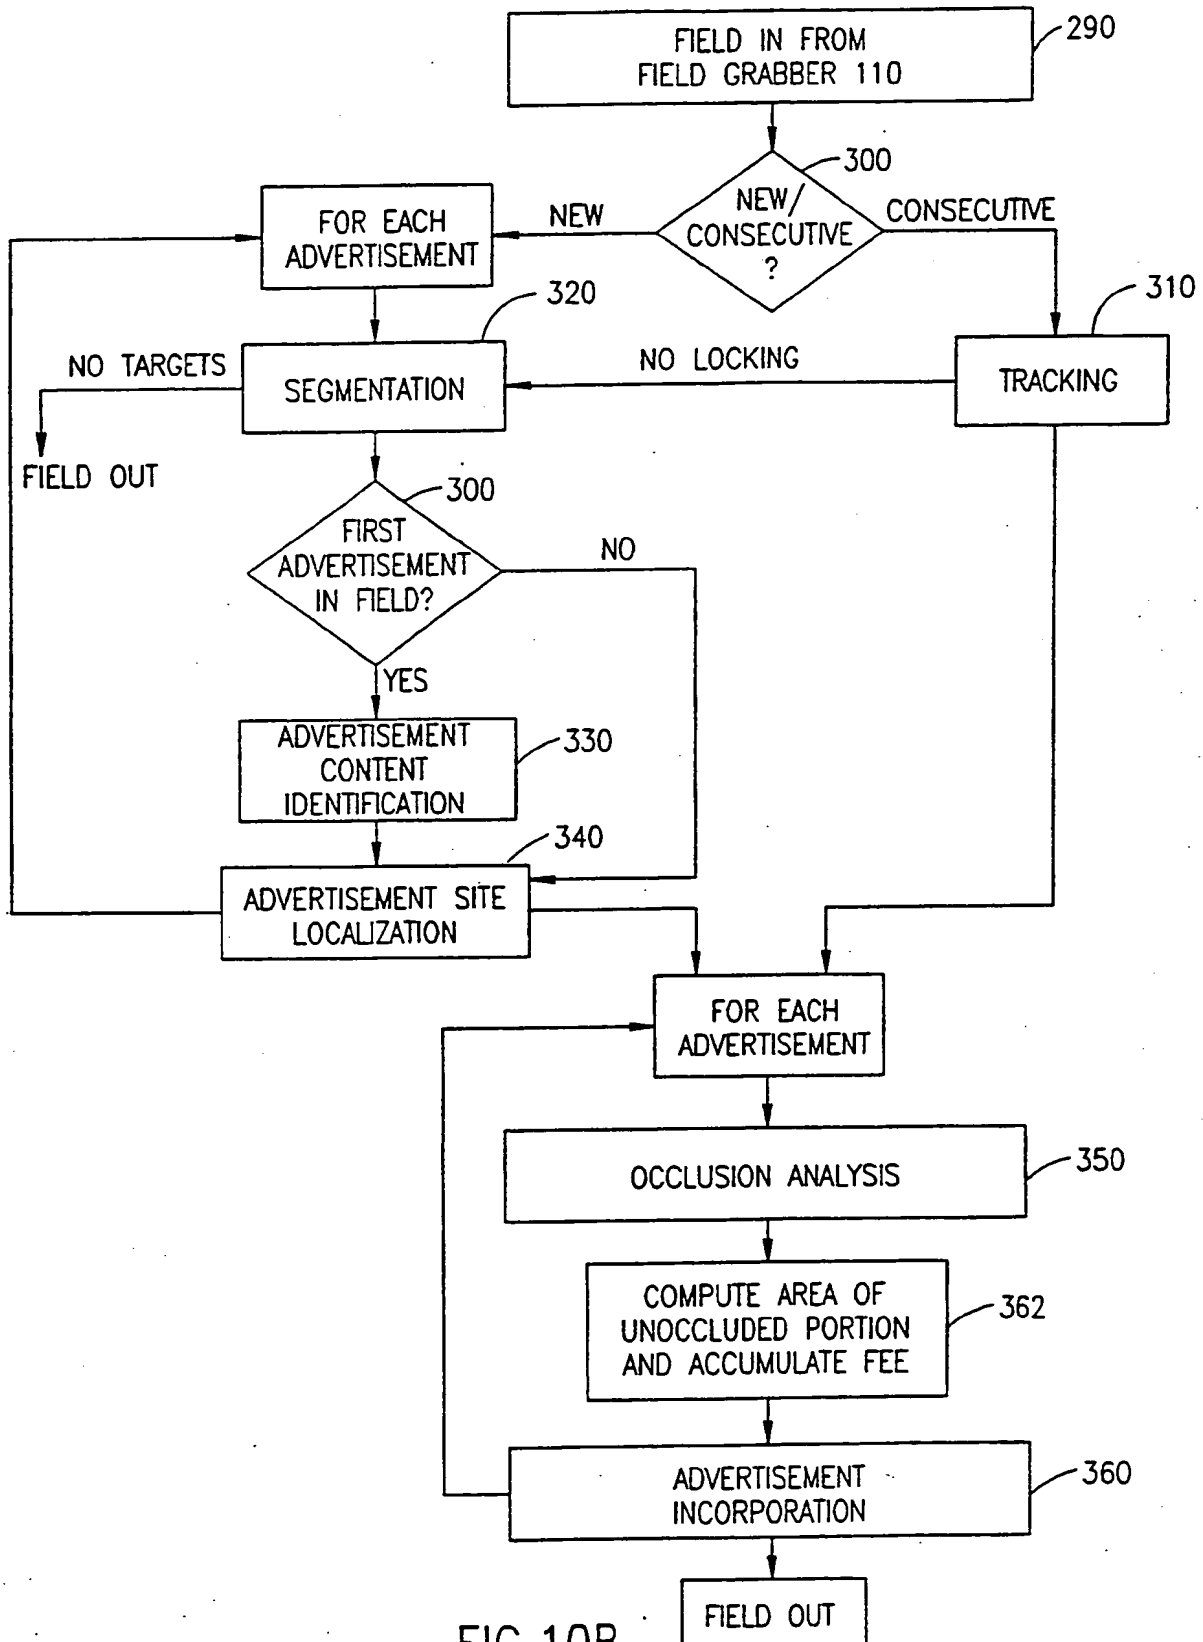 FIELD IN FROM
FIELD GRABBER 110
290
300
NEW/
CONSECUTIVE
?
NEW
CONSECUTIVE
FOR EACH
ADVERTISEMENT
320
310
NO TARGETS
SEGMENTATION
NO LOCKING
TRACKING
FIELD OUT
300
FIRST
ADVERTISEMENT
IN FIELD?
NO
YES
ADVERTISEMENT
CONTENT
IDENTIFICATION
330
340
ADVERTISEMENT SITE
LOCALIZATION
FOR EACH
ADVERTISEMENT
OCCLUSION ANALYSIS
350
COMPUTE AREA OF
UNOCCLUDED PORTION
AND ACCUMULATE FEE
362
ADVERTISEMENT
INCORPORATION
360
FIELD OUT
FIG.10B